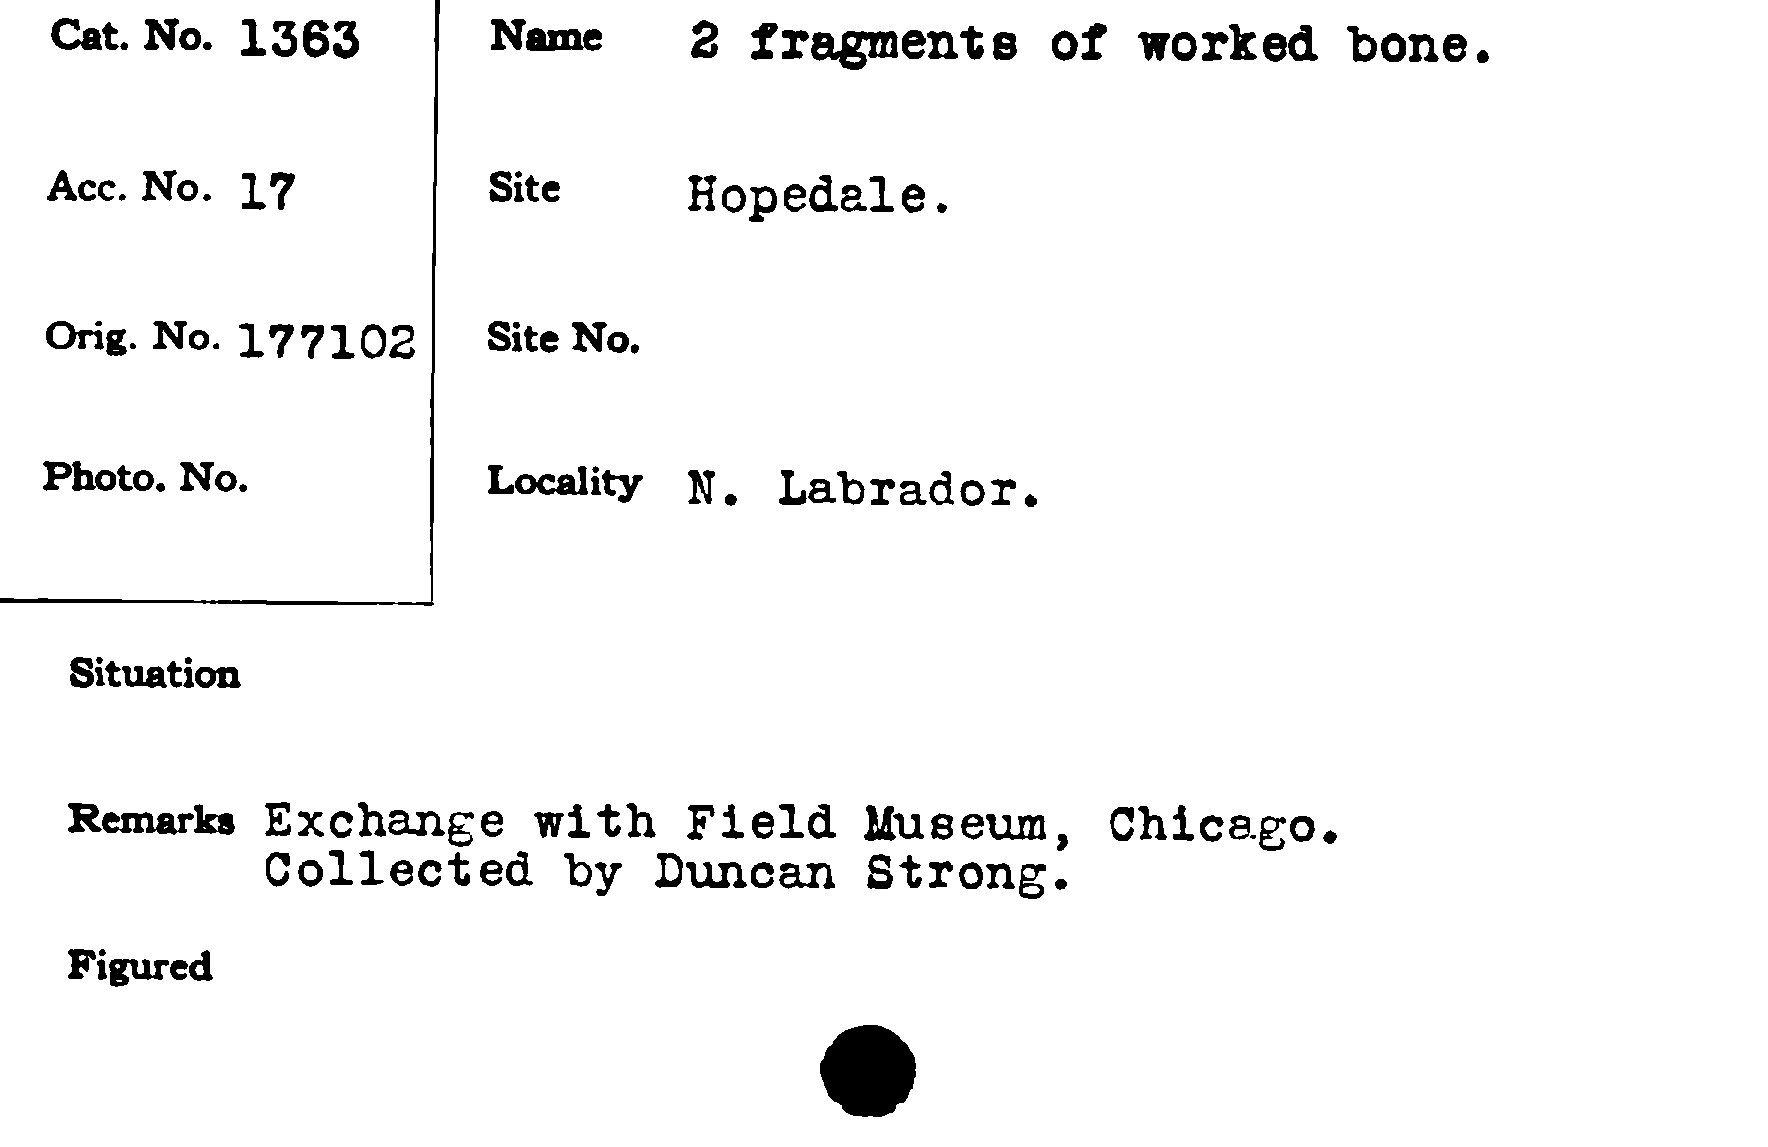 Cat. No. 1363
Name 2 fragments of worked bone.
Acc. No. 17
Site Hopedale.
Orig. No. 177102
Site No.
Photo. No.
Locality N. Labrador.
Situation
Remarks Exchange with Field Museum, Chicago.
Collected by Duncan Strong.
Figured